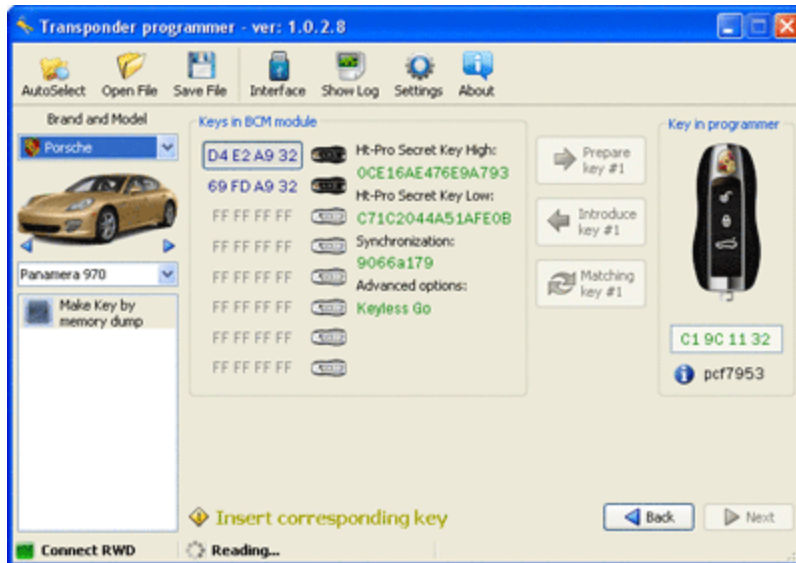 Transponder programmer - ver: 1.0.2.8
AutoSelect Open File Save File Interface Show Log Settings About
Brand and Model
Porsche
Panamera 970
Make Key by
memory dump
Keys in BCM module
D4 E2 A9 32
69 FD A9 32
FF FF FF FF
FF FF FF FF
FF FF FF FF
FF FF FF FF
FF FF FF FF
FF FF FF FF
Ht-Pro Secret Key High:
0CE16AE476E9A793
Ht-Pro Secret Key Low:
C71C2044A51AFE0B
Synchronization:
9066a179
Advanced options:
Keyless Go
Prepare
key #1
Introduce
key #1
Matching
key #1
Key in programmer
C1 9C 11 32
pcf7953
Insert corresponding key
Back
Next
Connect RWD
Reading...